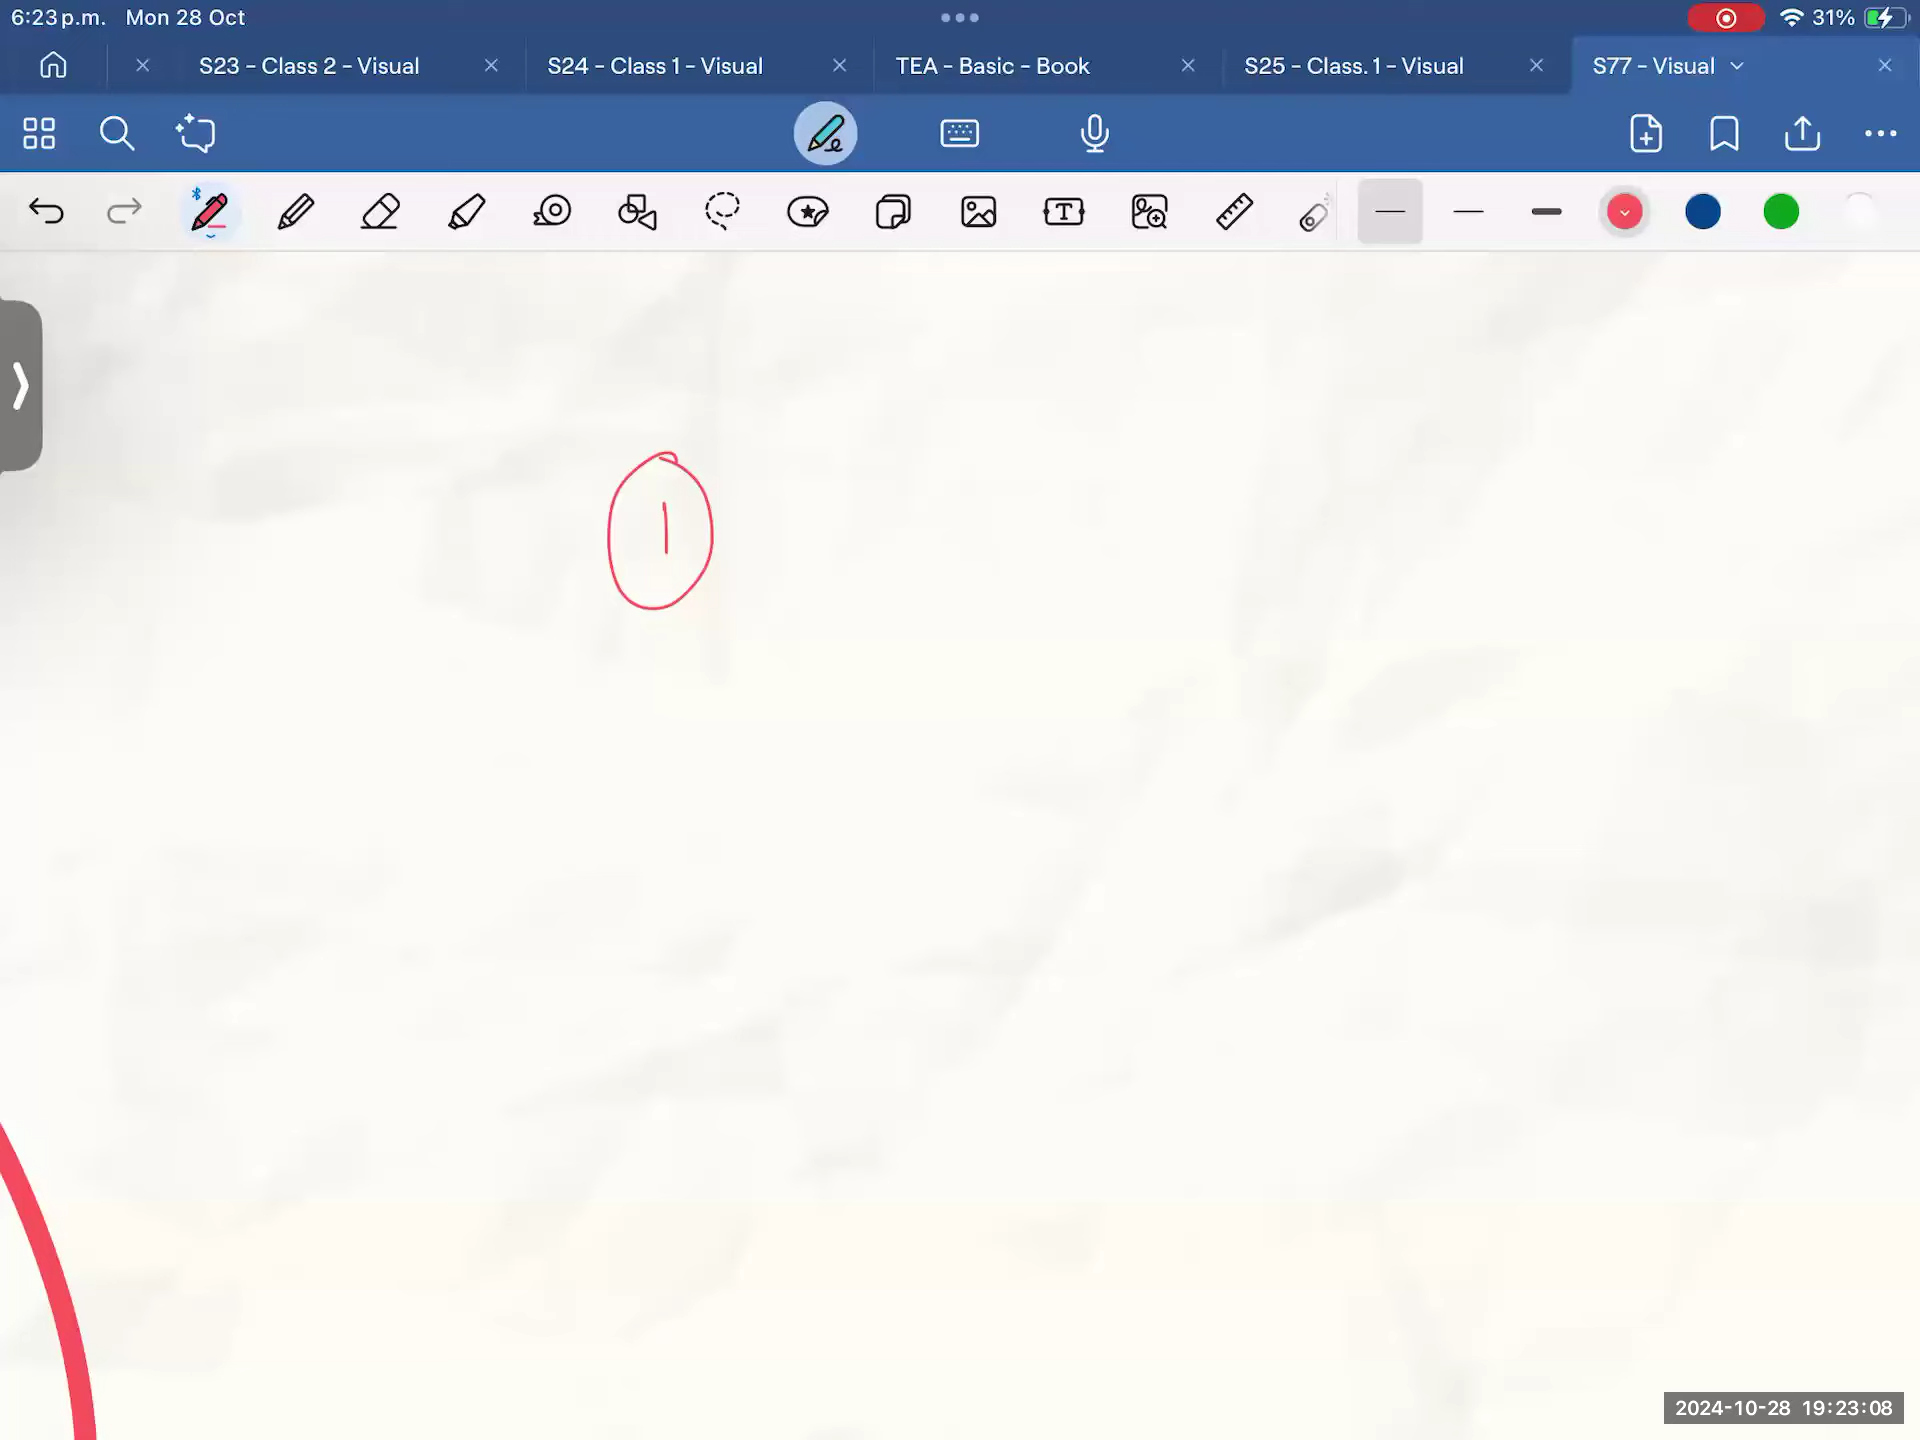 6:23 p.m. Mon 28 Oct
31%
S23 - Class 2 - Visual
S24 - Class 1 - Visual
TEA - Basic - Book
S25 - Class. 1 - Visual
S77 - Visual
T
1
2024-10-28 19:23:08